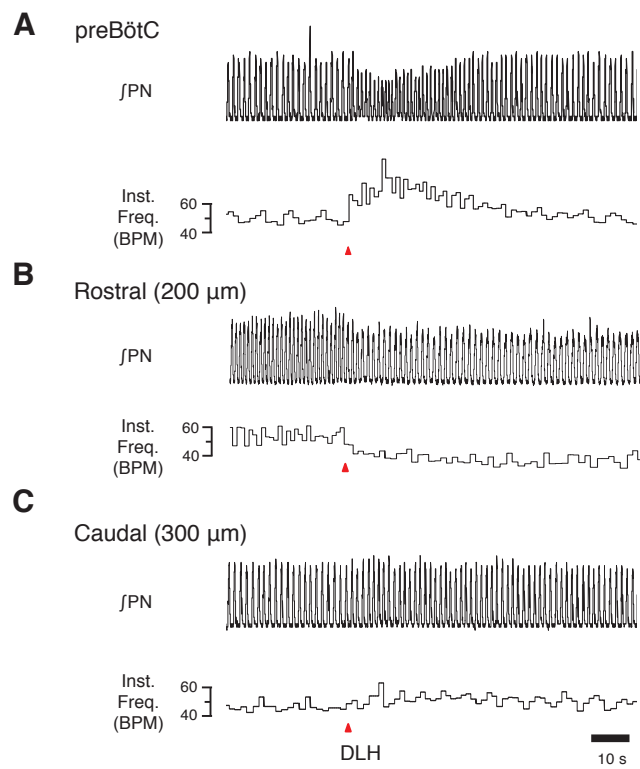 A preBötC
∫PN
Inst.
Freq.
(BPM)
60
40
B
Rostral (200 µm)
∫PN
Inst.
Freq.
(BPM)
60
40
C
Caudal (300 µm)
∫PN
Inst.
Freq.
(BPM)
60
40
DLH
10 s